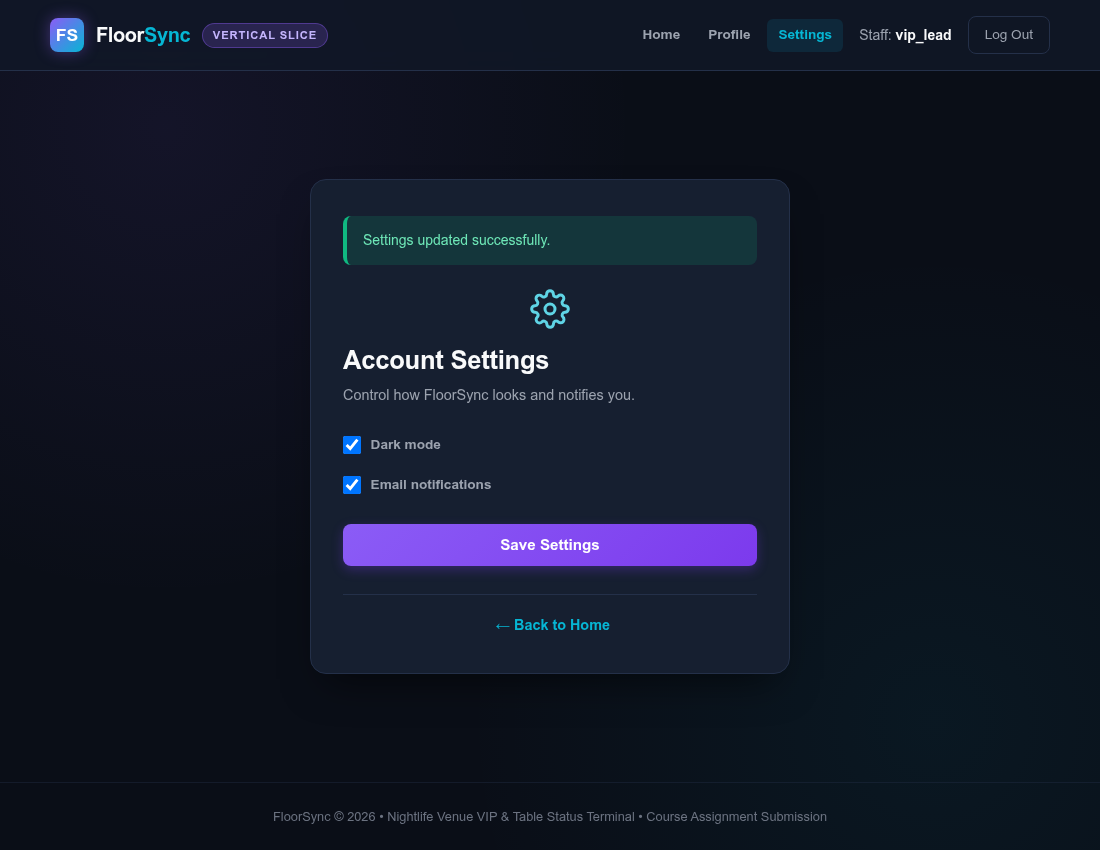 FS FloorSync VERTICAL SLICE Home Profile Settings Staff: vip_lead Log Out
Settings updated successfully.
Account Settings
Control how FloorSync looks and notifies you.
Dark mode
Email notifications
Save Settings
← Back to Home
FloorSync © 2026 • Nightlife Venue VIP & Table Status Terminal • Course Assignment Submission